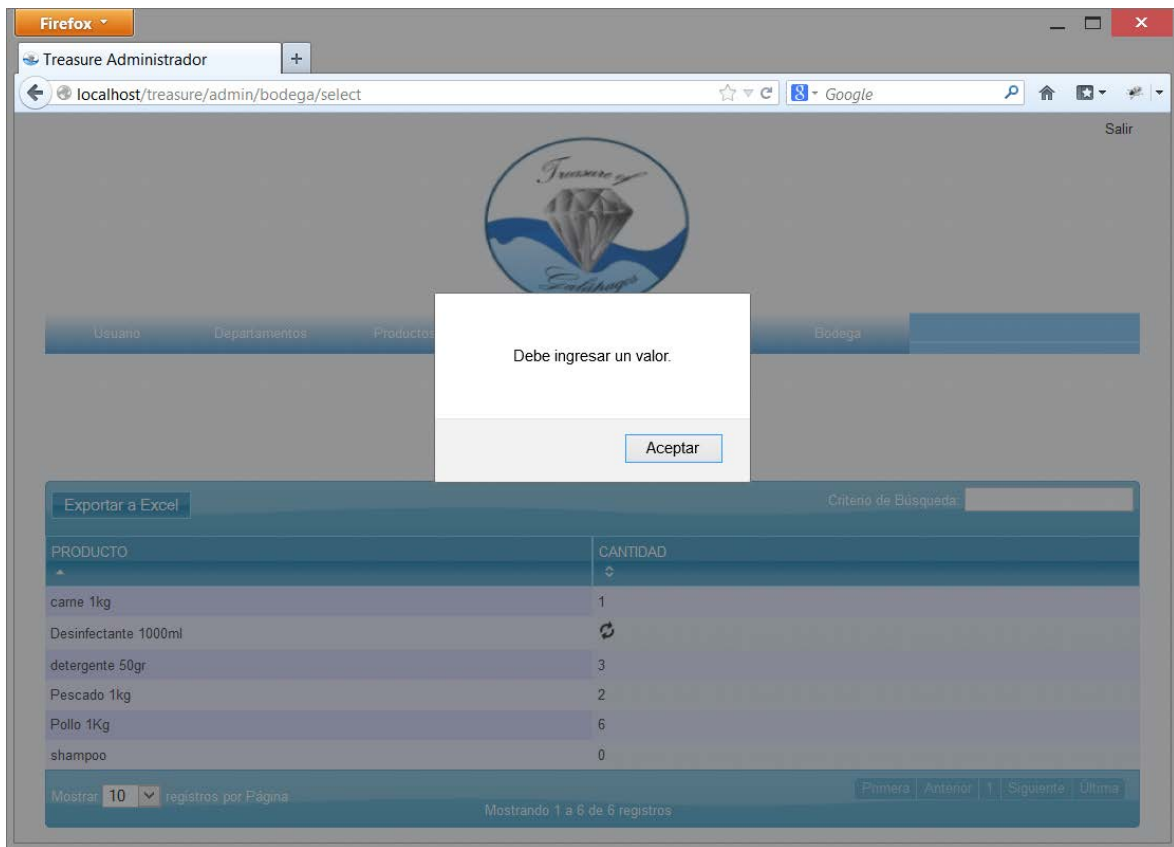 Firefox
Treasure Administrador
localhost/treasure/admin/bodega/select
Google
Salir
Treasure of
Galápagos
Usuario Departamentos Productos Bodega
Debe ingresar un valor.
Aceptar
Exportar a Excel Criterio de Búsqueda:
PRODUCTO CANTIDAD
carne 1kg 1
Desinfectante 1000ml
detergente 50gr 3
Pescado 1kg 2
Pollo 1Kg 6
shampoo 0
Mostrar 10 registros por Página Primera Anterior 1 Siguiente Última
Mostrando 1 a 6 de 6 registros